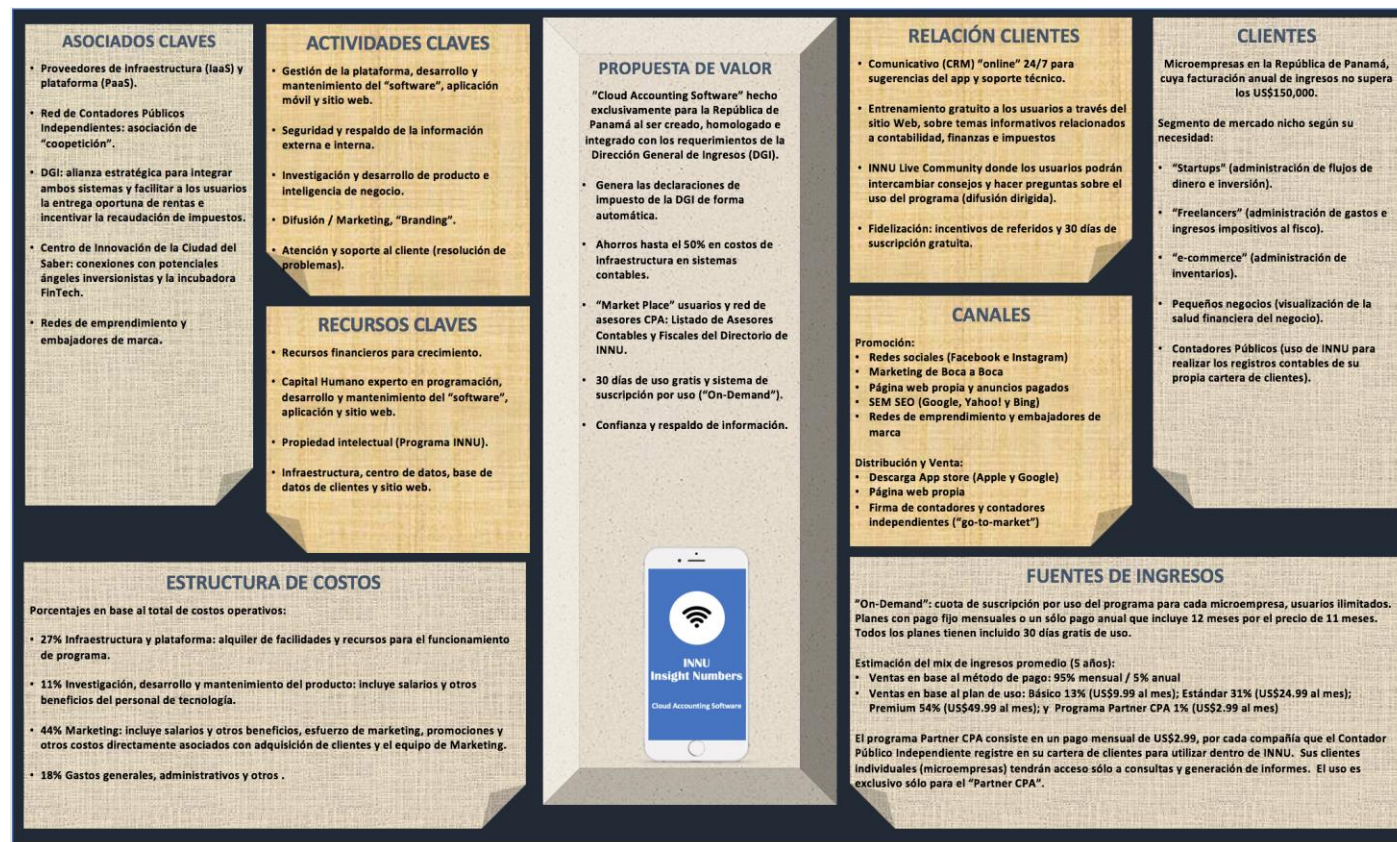 ASOCIADOS CLAVES
• Proveedores de infraestructura (IaaS) y
plataforma (PaaS).
• Red de Contadores Públicos
Independientes: asociación de
“coopetición”.
• DGI: alianza estratégica para integrar
ambos sistemas y facilitar a los usuarios
la entrega oportuna de rentas e
incentivar la recaudación de impuestos.
• Centro de Innovación de la Ciudad del
Saber: conexiones con potenciales
ángeles inversionistas y la incubadora
FinTech.
• Redes de emprendimiento y
embajadores de marca.
ACTIVIDADES CLAVES
• Gestión de la plataforma, desarrollo y
mantenimiento del “software”, aplicación
móvil y sitio web.
• Seguridad y respaldo de la información
externa e interna.
• Investigación y desarrollo de producto e
inteligencia de negocio.
• Difusión / Marketing, “Branding”.
• Atención y soporte al cliente (resolución de
problemas).
RECURSOS CLAVES
• Recursos financieros para crecimiento.
• Capital Humano experto en programación,
desarrollo y mantenimiento del “software”,
aplicación y sitio web.
• Propiedad intelectual (Programa INNU).
• Infraestructura, centro de datos, base de
datos de clientes y sitio web.
PROPUESTA DE VALOR
”Cloud Accounting Software” hecho
exclusivamente para la República de
Panamá al ser creado, homologado e
integrado con los requerimientos de la
Dirección General de Ingresos (DGI).
• Genera las declaraciones de
impuesto de la DGI de forma
automática.
• Ahorros hasta el 50% en costos de
infraestructura en sistemas
contables.
• “Market Place” usuarios y red de
asesores CPA: Listado de Asesores
Contables y Fiscales del Directorio de
INNU.
• 30 días de uso gratis y sistema de
suscripción por uso (“On-Demand”).
• Confianza y respaldo de información.
INNU
Insight Numbers
Cloud Accounting Software
RELACIÓN CLIENTES
• Comunicativo (CRM) “online” 24/7 para
sugerencias del app y soporte técnico.
• Entrenamiento gratuito a los usuarios a través del
sitio Web, sobre temas informativos relacionados
a contabilidad, finanzas e impuestos
• INNU Live Community donde los usuarios podrán
intercambiar consejos y hacer preguntas sobre el
uso del programa (difusión dirigida).
• Fidelización: incentivos de referidos y 30 días de
suscripción gratuita.
CANALES
Promoción:
• Redes sociales (Facebook e Instagram)
• Marketing de Boca a Boca
• Página web propia y anuncios pagados
• SEM SEO (Google, Yahoo! y Bing)
• Redes de emprendimiento y embajadores de
marca
Distribución y Venta:
• Descarga App store (Apple y Google)
• Página web propia
• Firma de contadores y contadores
independientes (“go-to-market”)
CLIENTES
Microempresas en la República de Panamá,
cuya facturación anual de ingresos no supera
los US$150,000.
Segmento de mercado nicho según su
necesidad:
• “Startups” (administración de flujos de
dinero e inversión).
• “Freelancers” (administración de gastos e
ingresos impositivos al fisco).
• “e-commerce” (administración de
inventarios).
• Pequeños negocios (visualización de la
salud financiera del negocio).
• Contadores Públicos (uso de INNU para
realizar los registros contables de su
propia cartera de clientes).
ESTRUCTURA DE COSTOS
Porcentajes en base al total de costos operativos:
• 27% Infraestructura y plataforma: alquiler de facilidades y recursos para el funcionamiento
de programa.
• 11% Investigación, desarrollo y mantenimiento del producto: incluye salarios y otros
beneficios del personal de tecnología.
• 44% Marketing: incluye salarios y otros beneficios, esfuerzo de marketing, promociones y
otros costos directamente asociados con adquisición de clientes y el equipo de Marketing.
• 18% Gastos generales, administrativos y otros .
FUENTES DE INGRESOS
”On-Demand”: cuota de suscripción por uso del programa para cada microempresa, usuarios ilimitados.
Planes con pago fijo mensuales o un sólo pago anual que incluye 12 meses por el precio de 11 meses.
Todos los planes tienen incluido 30 días gratis de uso.
Estimación del mix de ingresos promedio (5 años):
• Ventas en base al método de pago: 95% mensual / 5% anual
• Ventas en base al plan de uso: Básico 13% (US$9.99 al mes); Estándar 31% (US$24.99 al mes);
Premium 54% (US$49.99 al mes); y Programa Partner CPA 1% (US$2.99 al mes)
El programa Partner CPA consiste en un pago mensual de US$2.99, por cada compañía que el Contador
Público Independiente registre en su cartera de clientes para utilizar dentro de INNU. Sus clientes
individuales (microempresas) tendrán acceso sólo a consultas y generación de informes. El uso es
exclusivo sólo para el “Partner CPA”.